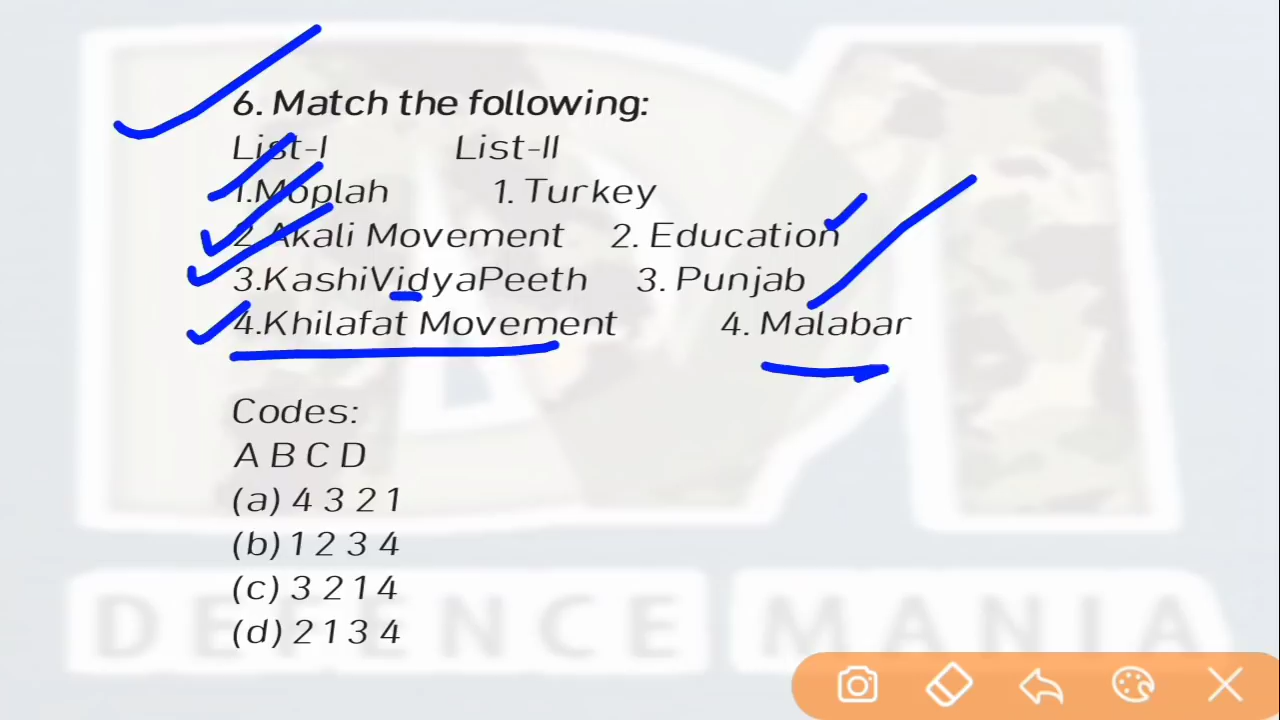 6. Match the following:
List-I List-II
1.Moplah 1. Turkey
2.Akali Movement 2. Education
3.KashiVidyaPeeth 3. Punjab
4.Khilafat Movement 4. Malabar
Codes:
A B C D
(a) 4 3 2 1
(b) 1 2 3 4
(c) 3 2 1 4
(d) 2 1 3 4
DEFENCE MANIA